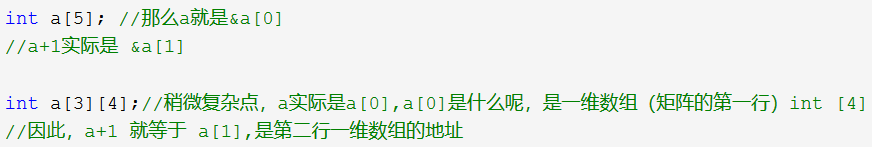 int a[5]; //那么a就是&a[0]
//a+1实际是 &a[1]
int a[3][4];//稍微复杂点，a实际是a[0],a[0]是什么呢，是一维数组（矩阵的第一行）int [4]
//因此，a+1 就等于 a[1],是第二行一维数组的地址